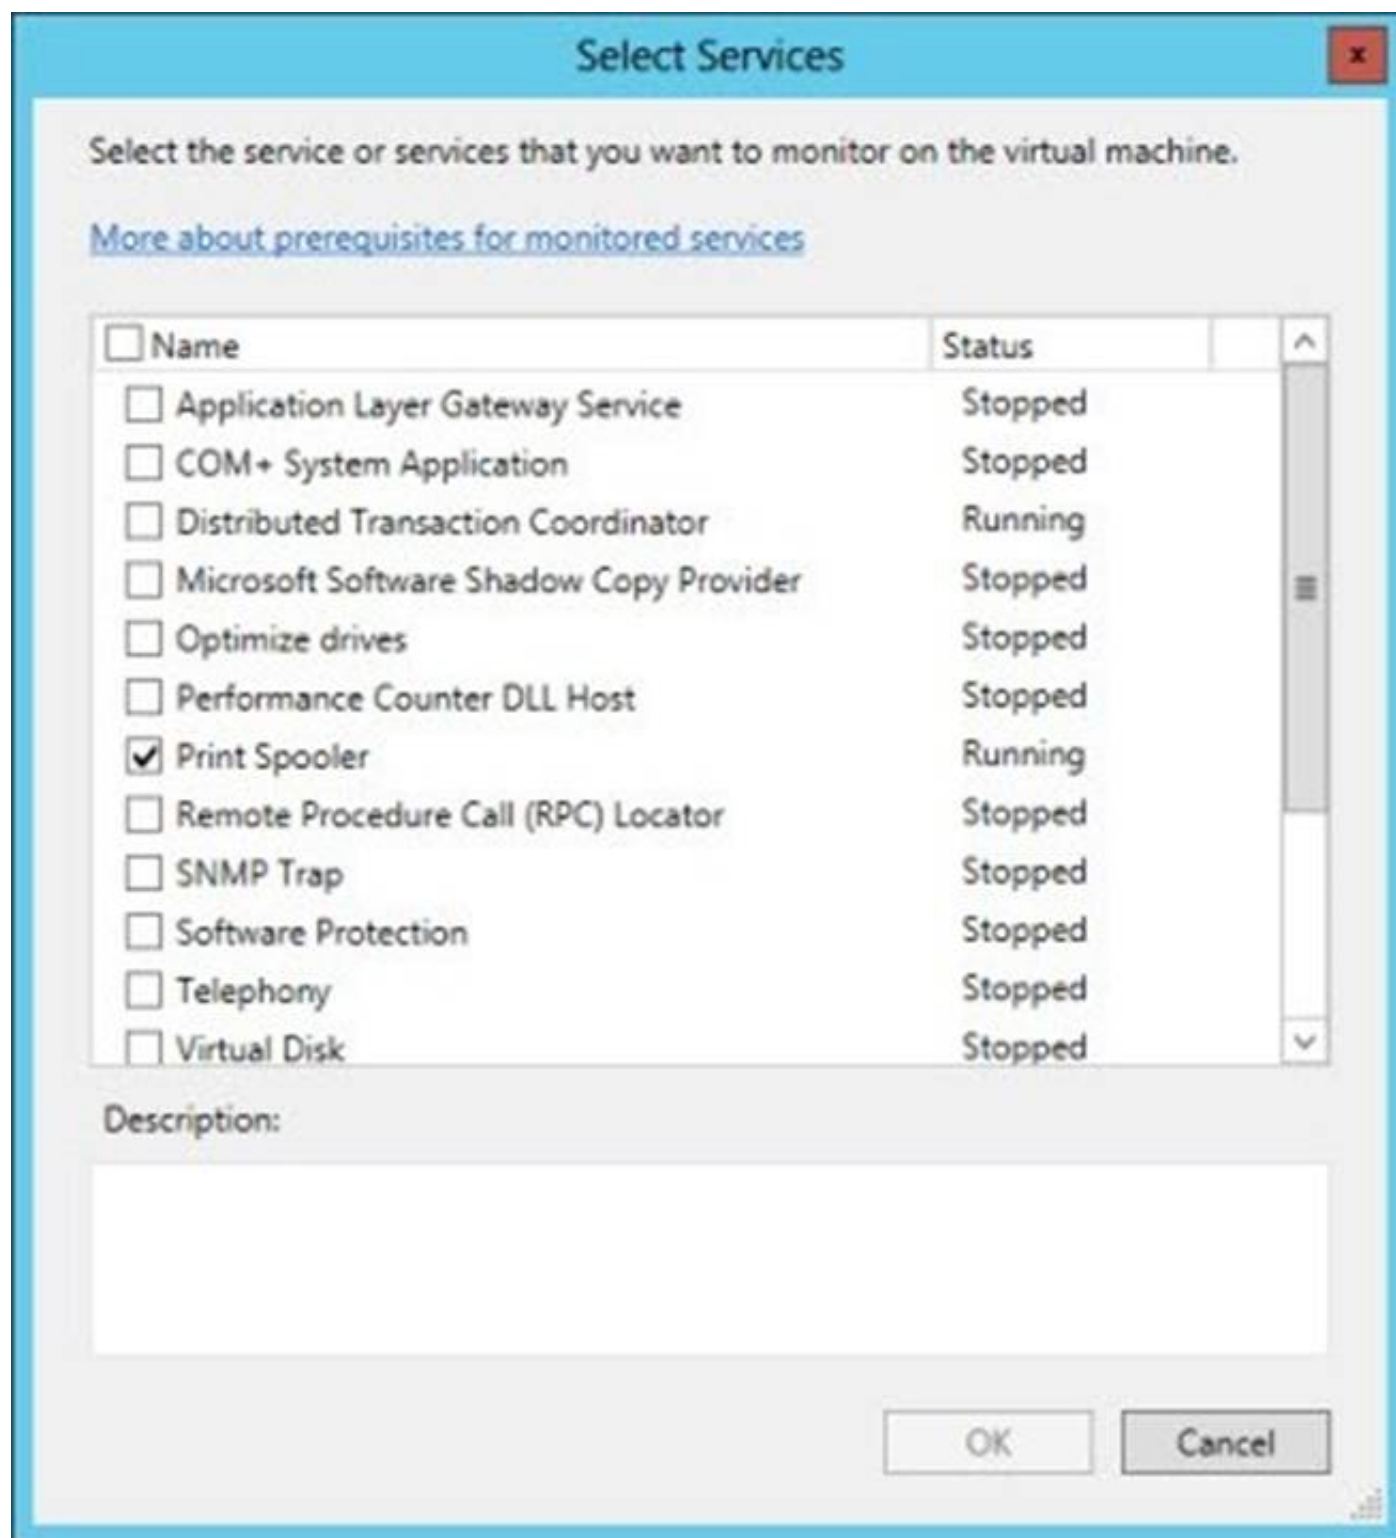 Select Services
x
Select the service or services that you want to monitor on the virtual machine.
More about prerequisites for monitored services
Name Status
Application Layer Gateway Service Stopped
COM+ System Application Stopped
Distributed Transaction Coordinator Running
Microsoft Software Shadow Copy Provider Stopped
Optimize drives Stopped
Performance Counter DLL Host Stopped
Print Spooler Running
Remote Procedure Call (RPC) Locator Stopped
SNMP Trap Stopped
Software Protection Stopped
Telephony Stopped
Virtual Disk Stopped
Description:
OK Cancel